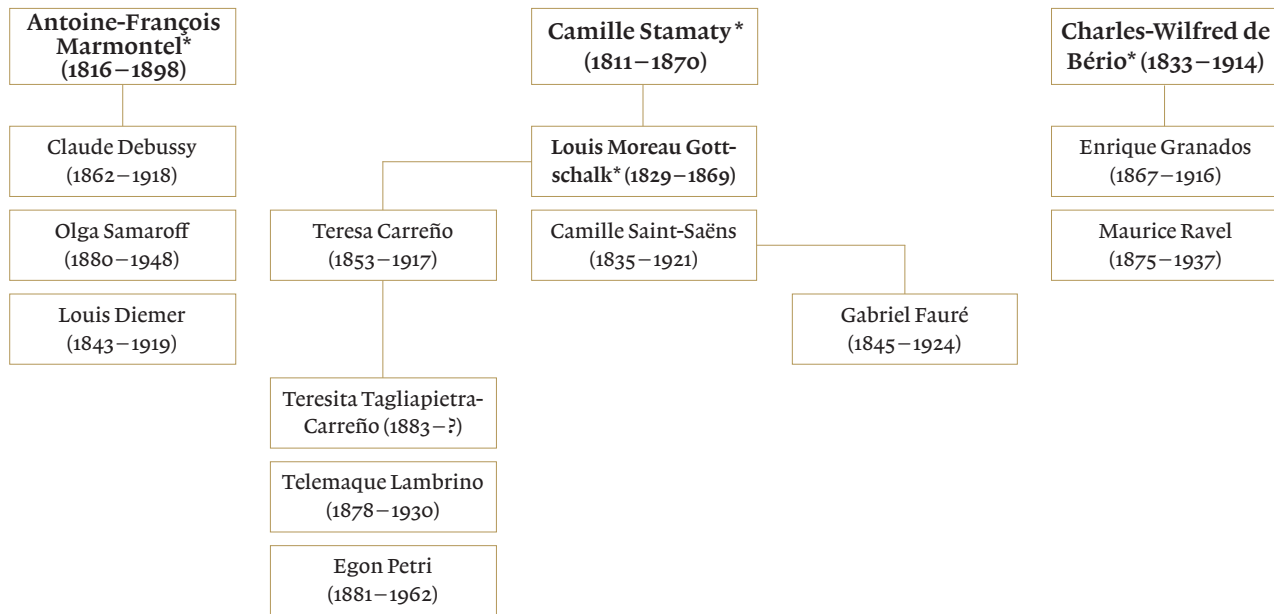 Antoine-François
Marmontel*
(1816–1898)
Claude Debussy
(1862–1918)
Olga Samaroff
(1880–1948)
Louis Diemer
(1843–1919)
Camille Stamaty*
(1811–1870)
Louis Moreau Gott-
schalk* (1829–1869)
Teresa Carreño
(1853–1917)
Teresita Tagliapietra-
Carreño (1883–?)
Telemaque Lambrino
(1878–1930)
Egon Petri
(1881–1962)
Camille Saint-Saëns
(1835–1921)
Gabriel Fauré
(1845–1924)
Charles-Wilfred de
Bério* (1833–1914)
Enrique Granados
(1867–1916)
Maurice Ravel
(1875–1937)